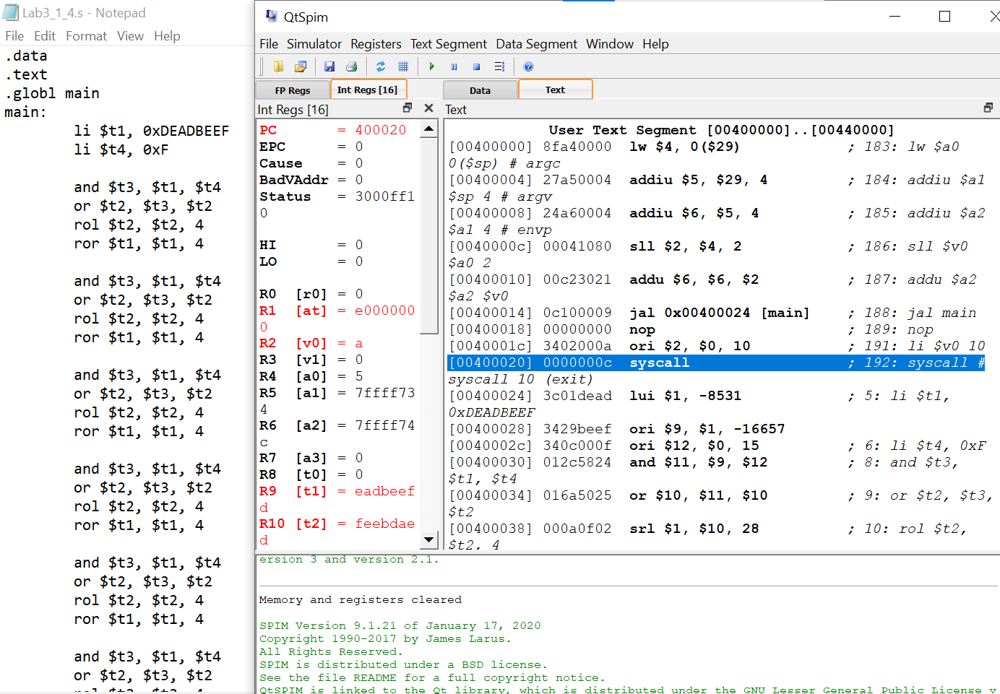 Lab3_1_4.s - Notepad
File Edit Format View Help
.data
.text
.globl main
main:
li $t1, 0xDEADBEEF
li $t4, 0xF
and $t3, $t1, $t4
or $t2, $t3, $t2
rol $t2, $t2, 4
ror $t1, $t1, 4
and $t3, $t1, $t4
or $t2, $t3, $t2
rol $t2, $t2, 4
ror $t1, $t1, 4
and $t3, $t1, $t4
or $t2, $t3, $t2
rol $t2, $t2, 4
ror $t1, $t1, 4
and $t3, $t1, $t4
or $t2, $t3, $t2
rol $t2, $t2, 4
ror $t1, $t1, 4
and $t3, $t1, $t4
or $t2, $t3, $t2
rol $t2, $t2, 4
ror $t1, $t1, 4
and $t3, $t1, $t4
or $t2, $t3, $t2
rol $t2, $t2, 4
QtSpim
File Simulator Registers Text Segment Data Segment Window Help
FP Regs Int Regs [16]
Int Regs [16]
PC = 400020
EPC = 0
Cause = 0
BadVAddr = 0
Status = 3000ff1
0
HI = 0
LO = 0
R0 [r0] = 0
R1 [at] = e000000
0
R2 [v0] = a
R3 [v1] = 0
R4 [a0] = 5
R5 [a1] = 7ffff73
4
R6 [a2] = 7ffff74
c
R7 [a3] = 0
R8 [t0] = 0
R9 [t1] = eadbeef
d
R10 [t2] = feebdae
d
Data Text
Text
User Text Segment [00400000]..[00440000]
[00400000] 8fa40000 lw $4, 0($29) ; 183: lw $a0
0($sp) # argc
[00400004] 27a50004 addiu $5, $29, 4 ; 184: addiu $a1
$sp 4 # argv
[00400008] 24a60004 addiu $6, $5, 4 ; 185: addiu $a2
$a1 4 # envp
[0040000c] 00041080 sll $2, $4, 2 ; 186: sll $v0
$a0 2
[00400010] 00c23021 addu $6, $6, $2 ; 187: addu $a2
$a2 $v0
[00400014] 0c100009 jal 0x00400024 [main] ; 188: jal main
[00400018] 00000000 nop ; 189: nop
[0040001c] 3402000a ori $2, $0, 10 ; 191: li $v0 10
[00400020] 0000000c syscall ; 192: syscall #
syscall 10 (exit)
[00400024] 3c01dead lui $1, -8531 ; 5: li $t1,
0xDEADBEEF
[00400028] 3429beef ori $9, $1, -16657
[0040002c] 340c000f ori $12, $0, 15 ; 6: li $t4, 0xF
[00400030] 012c5824 and $11, $9, $12 ; 8: and $t3,
$t1, $t4
[00400034] 016a5025 or $10, $11, $10 ; 9: or $t2, $t3,
$t2
[00400038] 000a0f02 srl $1, $10, 28 ; 10: rol $t2,
$t2, 4
ersion 3 and version 2.1.
Memory and registers cleared
SPIM Version 9.1.21 of January 17, 2020
Copyright 1990-2017 by James Larus.
All Rights Reserved.
SPIM is distributed under a BSD license.
See the file README for a full copyright notice.
QtSPIM is linked to the Qt library, which is distributed under the GNU Lesser General Public License v